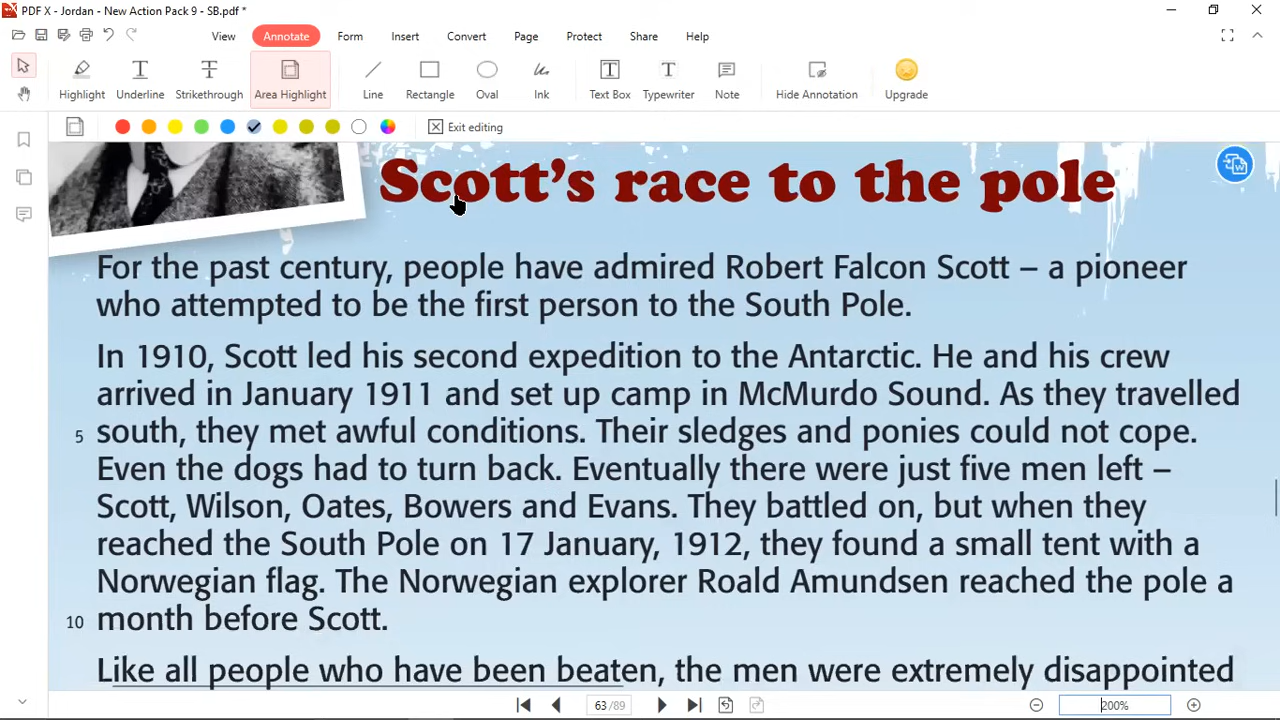 PDF X - Jordan - New Action Pack 9 - SB.pdf *
View Annotate Form Insert Convert Page Protect Share Help
Highlight Underline Strikethrough Area Highlight Line Rectangle Oval Ink Text Box Typewriter Note Hide Annotation Upgrade
Exit editing
Scott's race to the pole
For the past century, people have admired Robert Falcon Scott – a pioneer
who attempted to be the first person to the South Pole.
In 1910, Scott led his second expedition to the Antarctic. He and his crew
arrived in January 1911 and set up camp in McMurdo Sound. As they travelled
5 south, they met awful conditions. Their sledges and ponies could not cope.
Even the dogs had to turn back. Eventually there were just five men left –
Scott, Wilson, Oates, Bowers and Evans. They battled on, but when they
reached the South Pole on 17 January, 1912, they found a small tent with a
Norwegian flag. The Norwegian explorer Roald Amundsen reached the pole a
10 month before Scott.
Like all people who have been beaten, the men were extremely disappointed
63 /89 200%